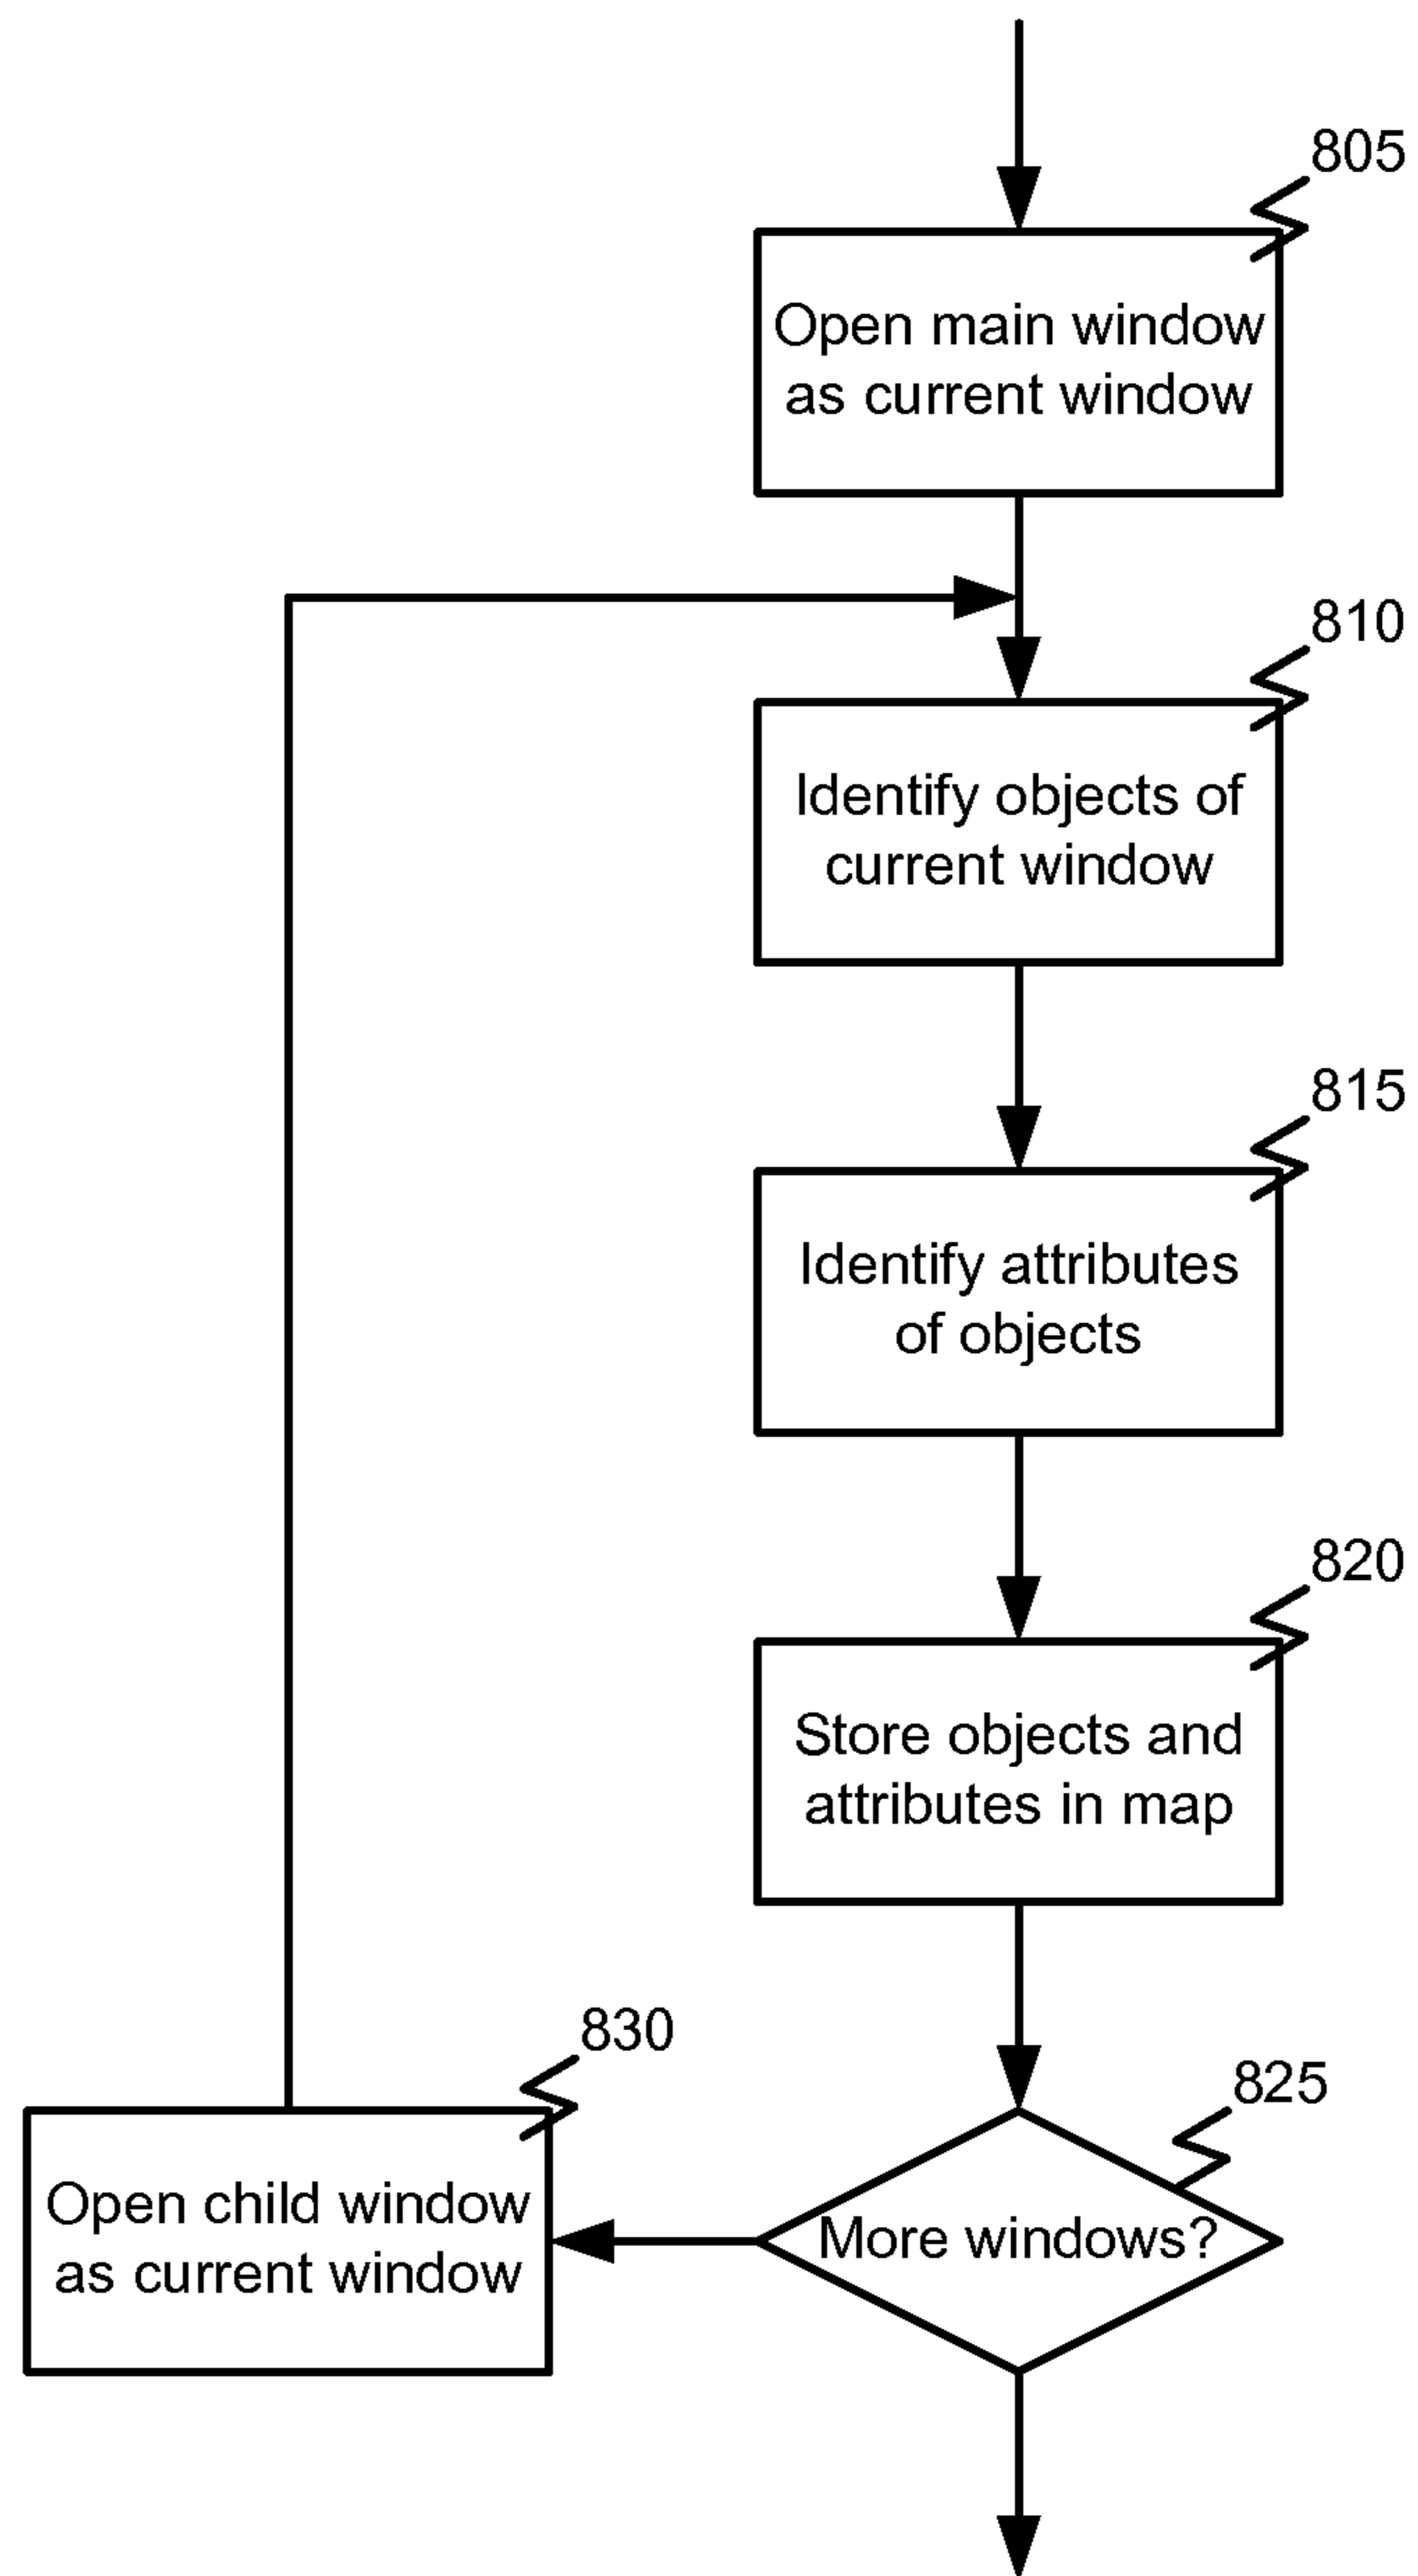 805
Open main window
as current window
810
Identify objects of
current window
815
Identify attributes
of objects
820
Store objects and
attributes in map
830
Open child window
as current window
825
More windows?